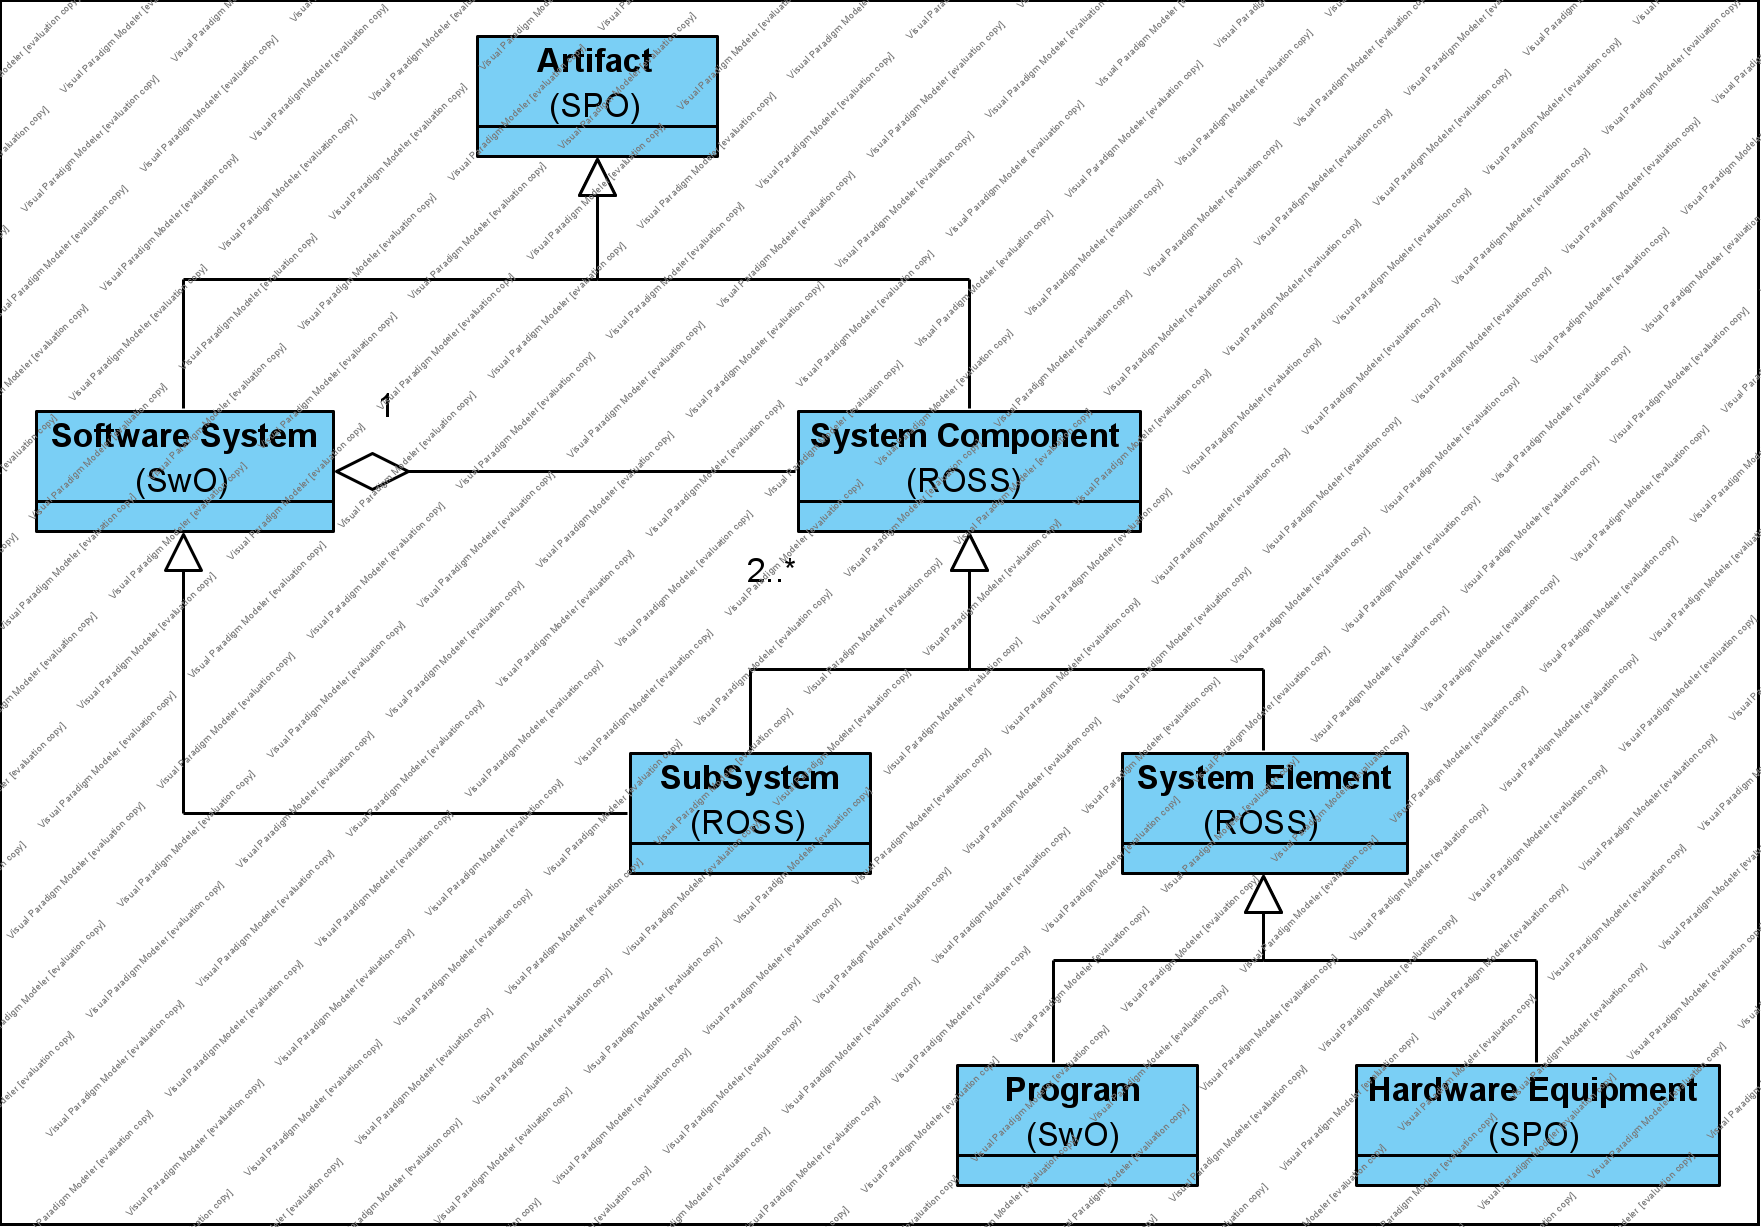 Artifact
(SPO)
1
Software System
(SwO)
System Component
(ROSS)
2..*
SubSystem
(ROSS)
System Element
(ROSS)
Program
(SwO)
Hardware Equipment
(SPO)
Visual Paradigm Modeler [evaluation copy]